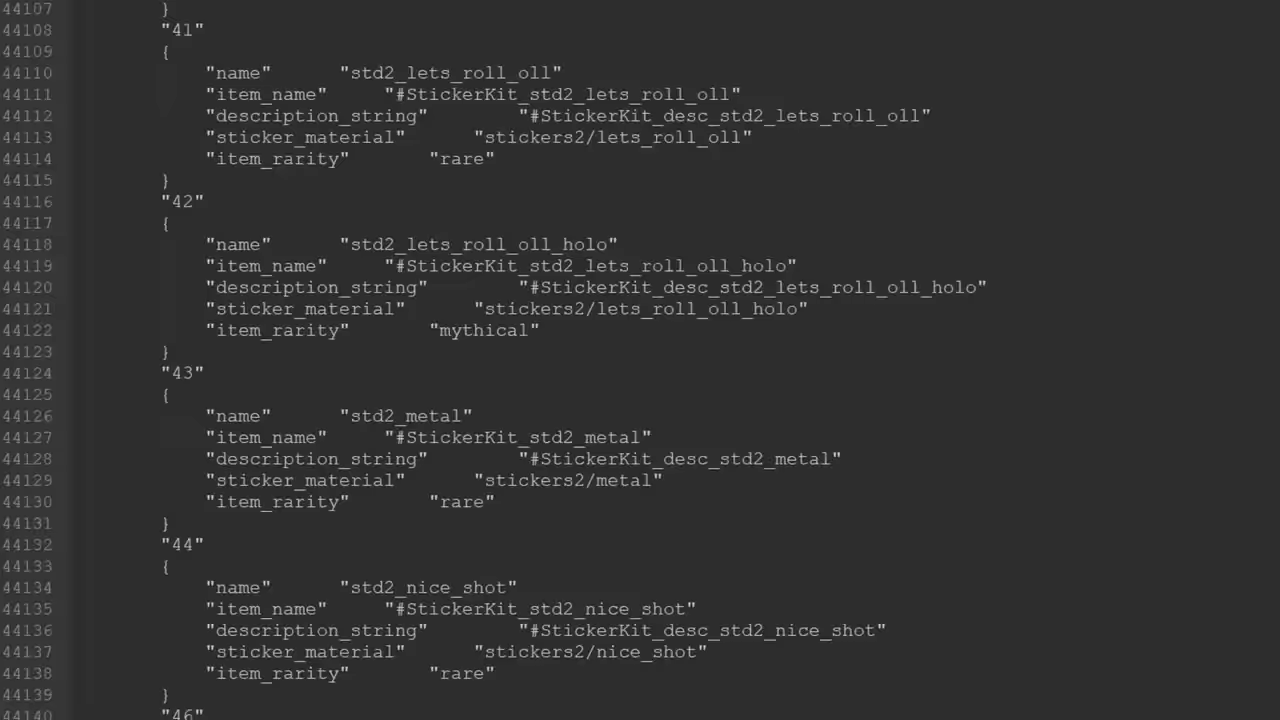 44107 }
44108 "41"
44109 {
44110 "name" "std2_lets_roll_oll"
44111 "item_name" "#StickerKit_std2_lets_roll_oll"
44112 "description_string" "#StickerKit_desc_std2_lets_roll_oll"
44113 "sticker_material" "stickers2/lets_roll_oll"
44114 "item_rarity" "rare"
44115 }
44116 "42"
44117 {
44118 "name" "std2_lets_roll_oll_holo"
44119 "item_name" "#StickerKit_std2_lets_roll_oll_holo"
44120 "description_string" "#StickerKit_desc_std2_lets_roll_oll_holo"
44121 "sticker_material" "stickers2/lets_roll_oll_holo"
44122 "item_rarity" "mythical"
44123 }
44124 "43"
44125 {
44126 "name" "std2_metal"
44127 "item_name" "#StickerKit_std2_metal"
44128 "description_string" "#StickerKit_desc_std2_metal"
44129 "sticker_material" "stickers2/metal"
44130 "item_rarity" "rare"
44131 }
44132 "44"
44133 {
44134 "name" "std2_nice_shot"
44135 "item_name" "#StickerKit_std2_nice_shot"
44136 "description_string" "#StickerKit_desc_std2_nice_shot"
44137 "sticker_material" "stickers2/nice_shot"
44138 "item_rarity" "rare"
44139 }
44140 "46"